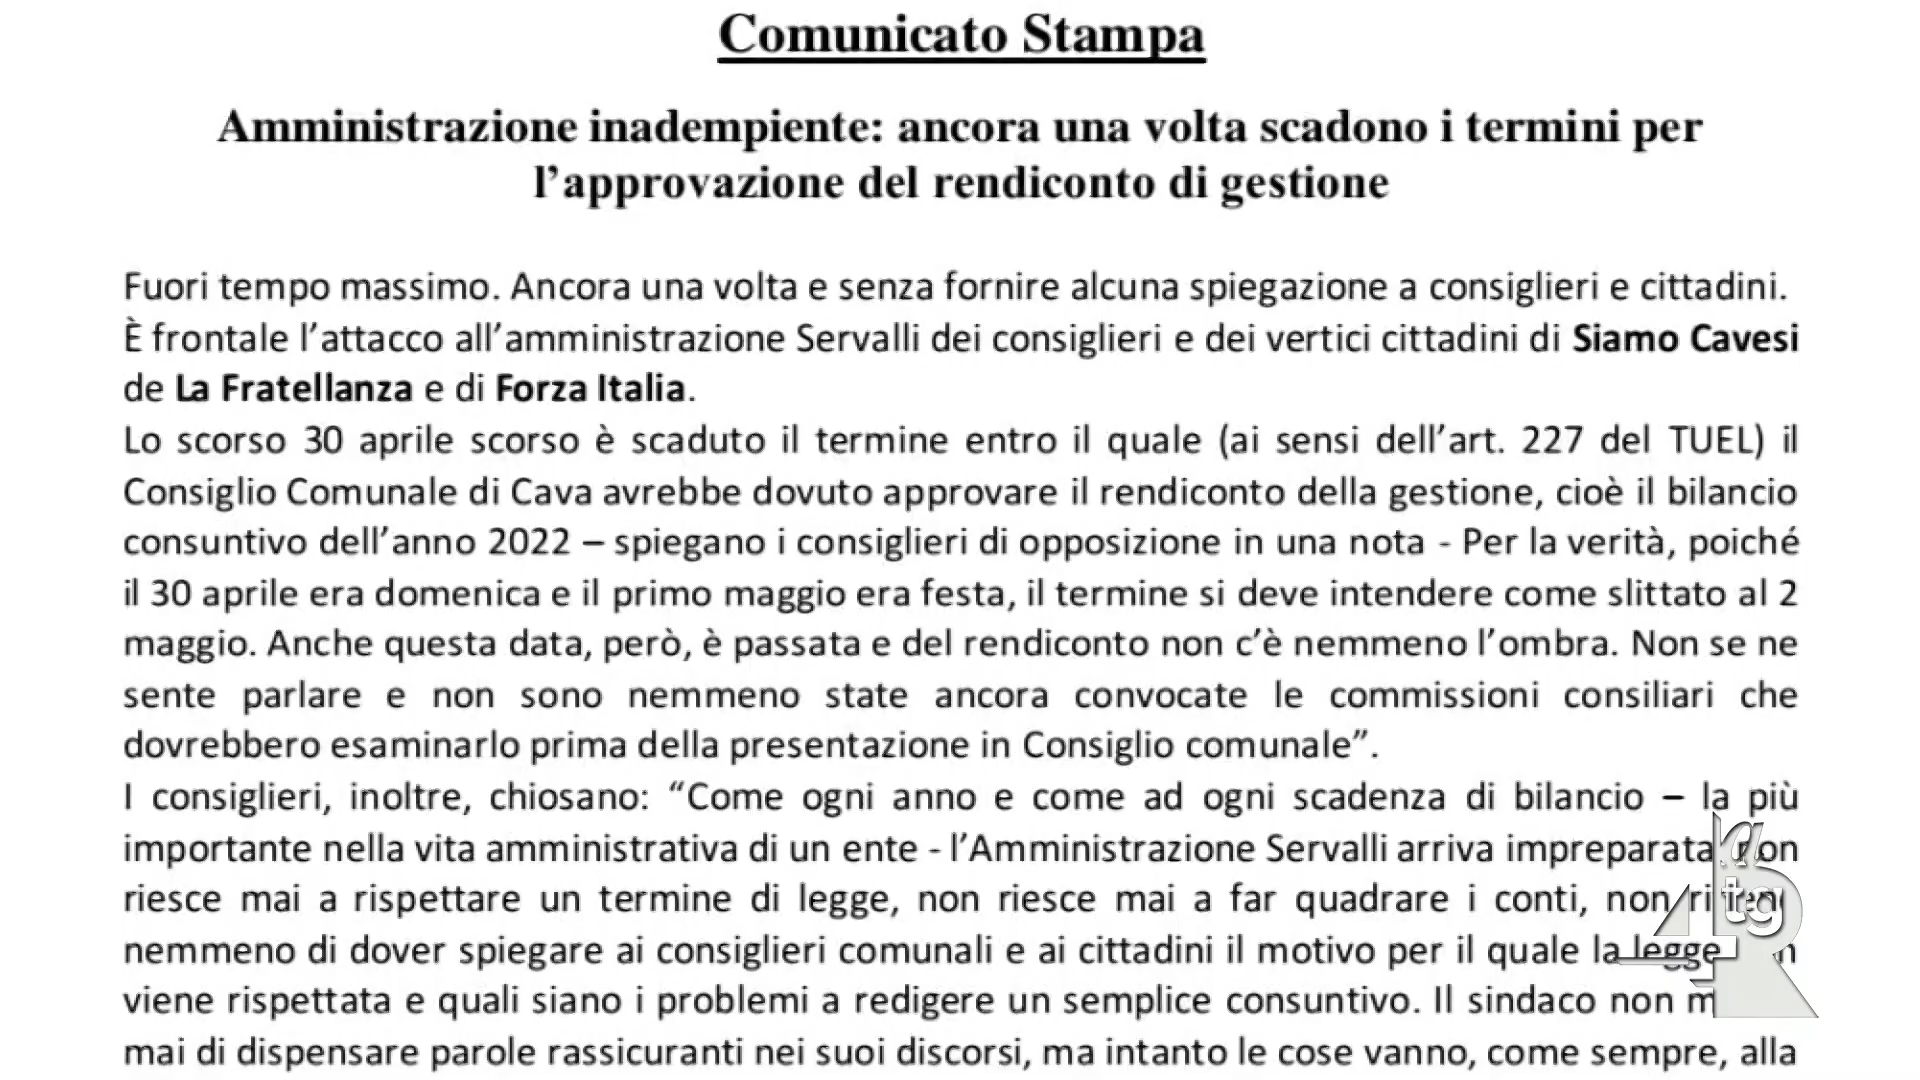 Comunicato Stampa
Amministrazione inadempiente: ancora una volta scadono i termini per
l’approvazione del rendiconto di gestione
Fuori tempo massimo. Ancora una volta e senza fornire alcuna spiegazione a consiglieri e cittadini.
È frontale l’attacco all’amministrazione Servalli dei consiglieri e dei vertici cittadini di Siamo Cavesi
de La Fratellanza e di Forza Italia.
Lo scorso 30 aprile scorso è scaduto il termine entro il quale (ai sensi dell’art. 227 del TUEL) il
Consiglio Comunale di Cava avrebbe dovuto approvare il rendiconto della gestione, cioè il bilancio
consuntivo dell’anno 2022 – spiegano i consiglieri di opposizione in una nota - Per la verità, poiché
il 30 aprile era domenica e il primo maggio era festa, il termine si deve intendere come slittato al 2
maggio. Anche questa data, però, è passata e del rendiconto non c’è nemmeno l’ombra. Non se ne
sente parlare e non sono nemmeno state ancora convocate le commissioni consiliari che
dovrebbero esaminarlo prima della presentazione in Consiglio comunale”.
I consiglieri, inoltre, chiosano: “Come ogni anno e come ad ogni scadenza di bilancio – la più
importante nella vita amministrativa di un ente - l’Amministrazione Servalli arriva impreparata
riesce mai a rispettare un termine di legge, non riesce mai a far quadrare i conti, non
nemmeno di dover spiegare ai consiglieri comunali e ai cittadini il motivo per il quale la legge
viene rispettata e quali siano i problemi a redigere un semplice consuntivo. Il sindaco non
mai di dispensare parole rassicuranti nei suoi discorsi, ma intanto le cose vanno, come sempre, alla
tg